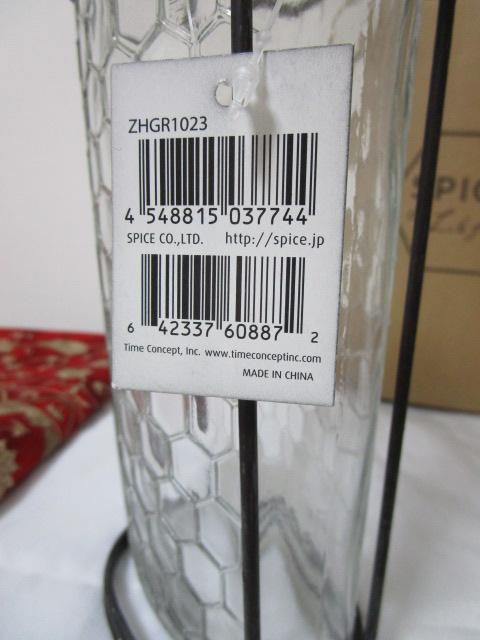 ZHGR1023
4 548815 037744
SPICE CO.,LTD. http://spice.jp
6 42337 60887 2
Time Concept, Inc. www.timeconceptinc.com
MADE IN CHINA
SPIC